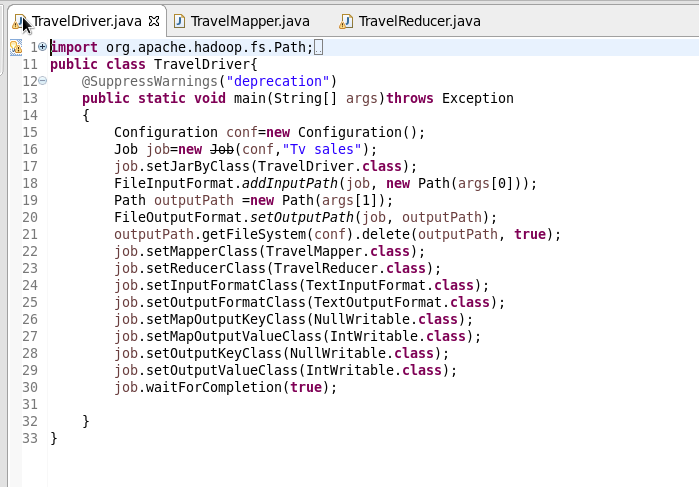 TravelDriver.java TravelMapper.java TravelReducer.java
1 import org.apache.hadoop.fs.Path;
11 public class TravelDriver{
12 @SuppressWarnings("deprecation")
13 public static void main(String[] args)throws Exception
14 {
15 Configuration conf=new Configuration();
16 Job job=new Job(conf,"Tv sales");
17 job.setJarByClass(TravelDriver.class);
18 FileInputFormat.addInputPath(job, new Path(args[0]));
19 Path outputPath =new Path(args[1]);
20 FileOutputFormat.setOutputPath(job, outputPath);
21 outputPath.getFileSystem(conf).delete(outputPath, true);
22 job.setMapperClass(TravelMapper.class);
23 job.setReducerClass(TravelReducer.class);
24 job.setInputFormatClass(TextInputFormat.class);
25 job.setOutputFormatClass(TextOutputFormat.class);
26 job.setMapOutputKeyClass(NullWritable.class);
27 job.setMapOutputValueClass(IntWritable.class);
28 job.setOutputKeyClass(NullWritable.class);
29 job.setOutputValueClass(IntWritable.class);
30 job.waitForCompletion(true);
31
32 }
33 }